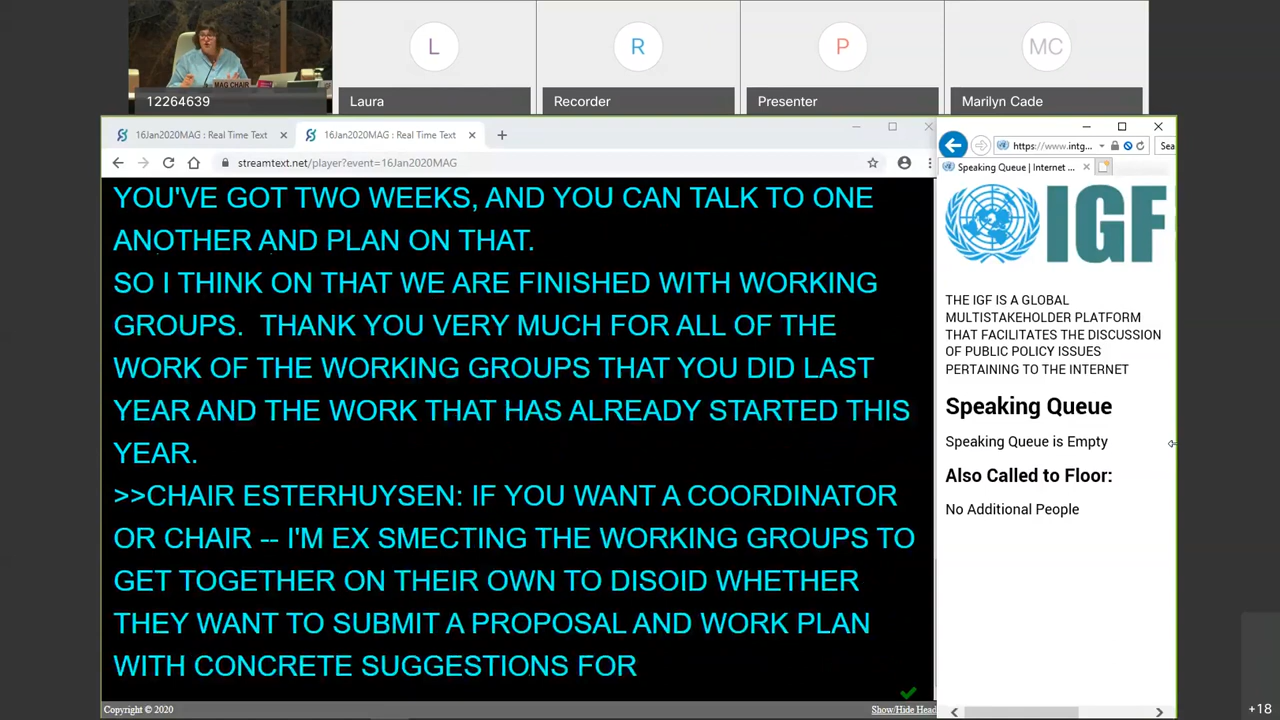 L
R
P
MC
12264639
Laura
Recorder
Presenter
Marilyn Cade
16Jan2020MAG : Real Time Text
16Jan2020MAG : Real Time Text
streamtext.net/player?event=16Jan2020MAG
YOU'VE GOT TWO WEEKS, AND YOU CAN TALK TO ONE
ANOTHER AND PLAN ON THAT.
SO I THINK ON THAT WE ARE FINISHED WITH WORKING
GROUPS.  THANK YOU VERY MUCH FOR ALL OF THE
WORK OF THE WORKING GROUPS THAT YOU DID LAST
YEAR AND THE WORK THAT HAS ALREADY STARTED THIS
YEAR.
>>CHAIR ESTERHUYSEN: IF YOU WANT A COORDINATOR
OR CHAIR -- I'M EX SMECTING THE WORKING GROUPS TO
GET TOGETHER ON THEIR OWN TO DISOID WHETHER
THEY WANT TO SUBMIT A PROPOSAL AND WORK PLAN
WITH CONCRETE SUGGESTIONS FOR
Copyright © 2020
Show/Hide Head
https://www.intg...
Sea
Speaking Queue | Internet ...
IGF
THE IGF IS A GLOBAL
MULTISTAKEHOLDER PLATFORM
THAT FACILITATES THE DISCUSSION
OF PUBLIC POLICY ISSUES
PERTAINING TO THE INTERNET
Speaking Queue
Speaking Queue is Empty
Also Called to Floor:
No Additional People
+18
MAG CHAIR